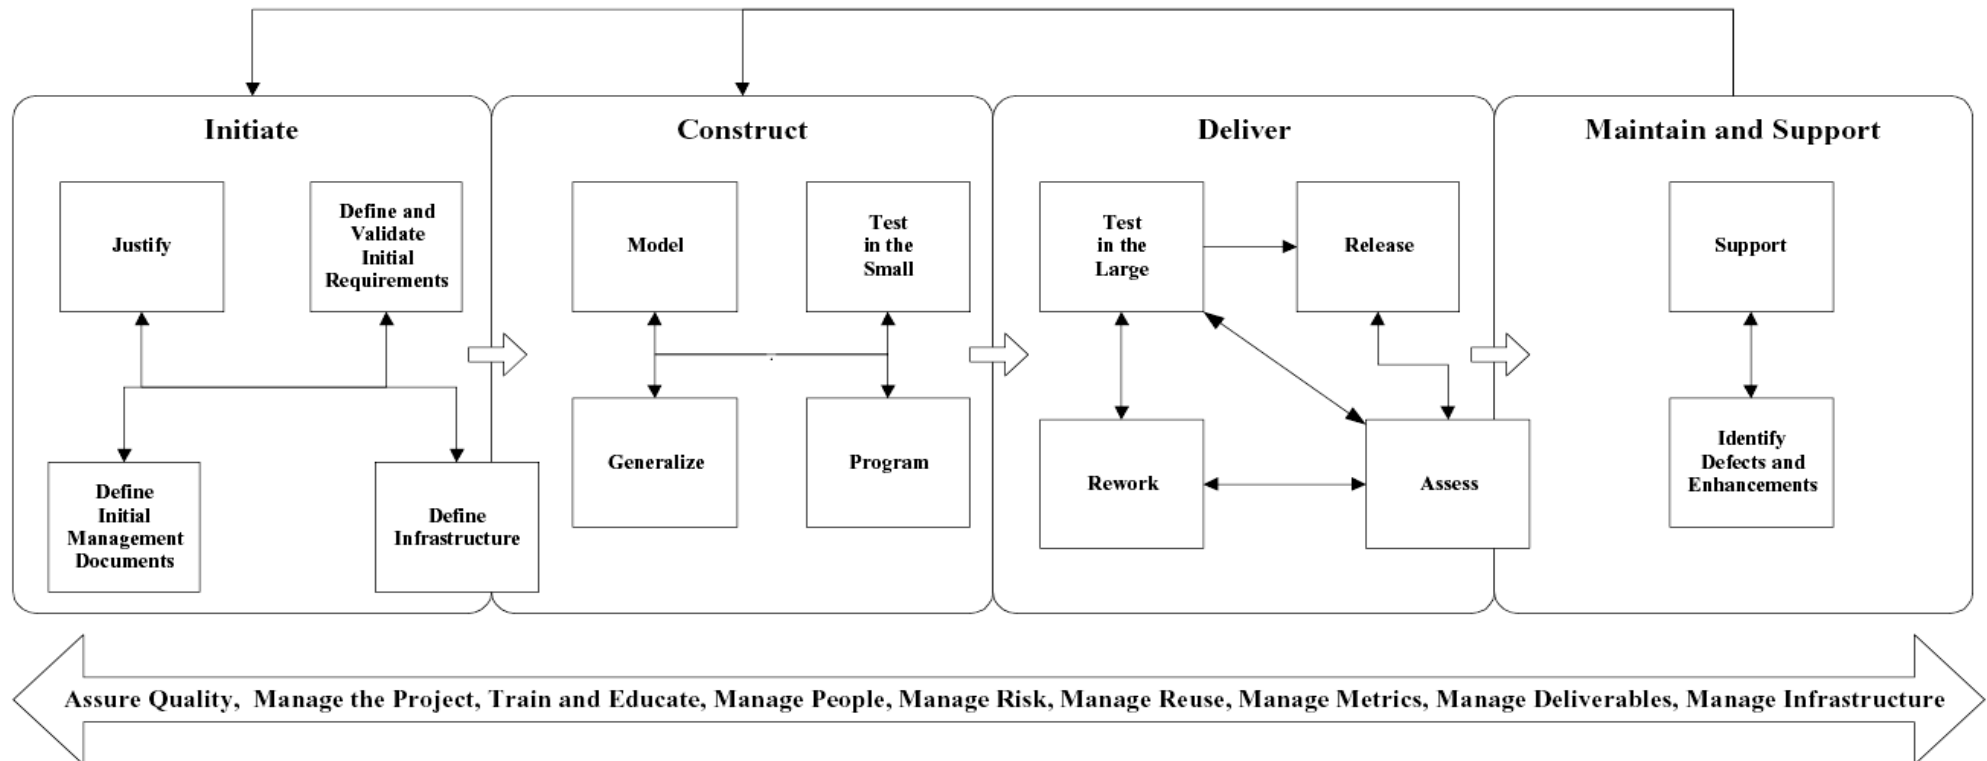 Initiate
Justify
Define and
Validate
Initial
Requirements
Define
Initial
Management
Documents
Define
Infrastructure
Construct
Model
Test
in the
Small
Generalize
Program
Deliver
Test
in the
Large
Release
Rework
Assess
Maintain and Support
Support
Identify
Defects and
Enhancements
Assure Quality, Manage the Project, Train and Educate, Manage People, Manage Risk, Manage Reuse, Manage Metrics, Manage Deliverables, Manage Infrastructure